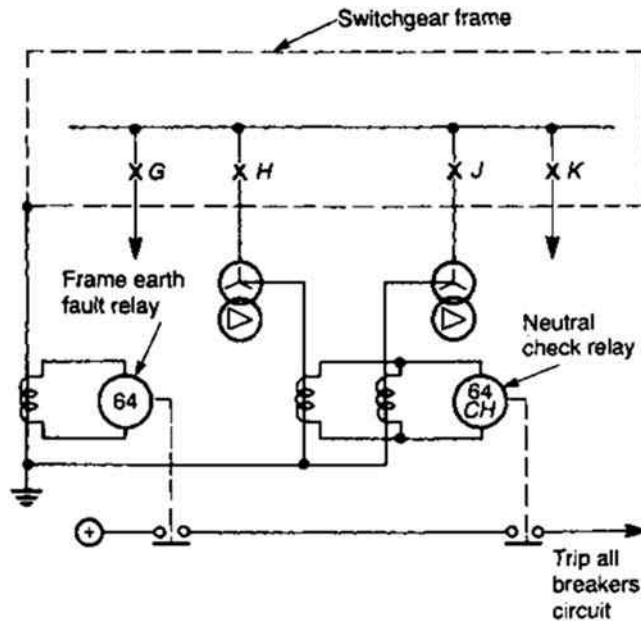 Switchgear frame
G
H
J
K
Frame earth
fault relay
Neutral
check relay
64
64
CH
+
Trip all
breakers
circuit